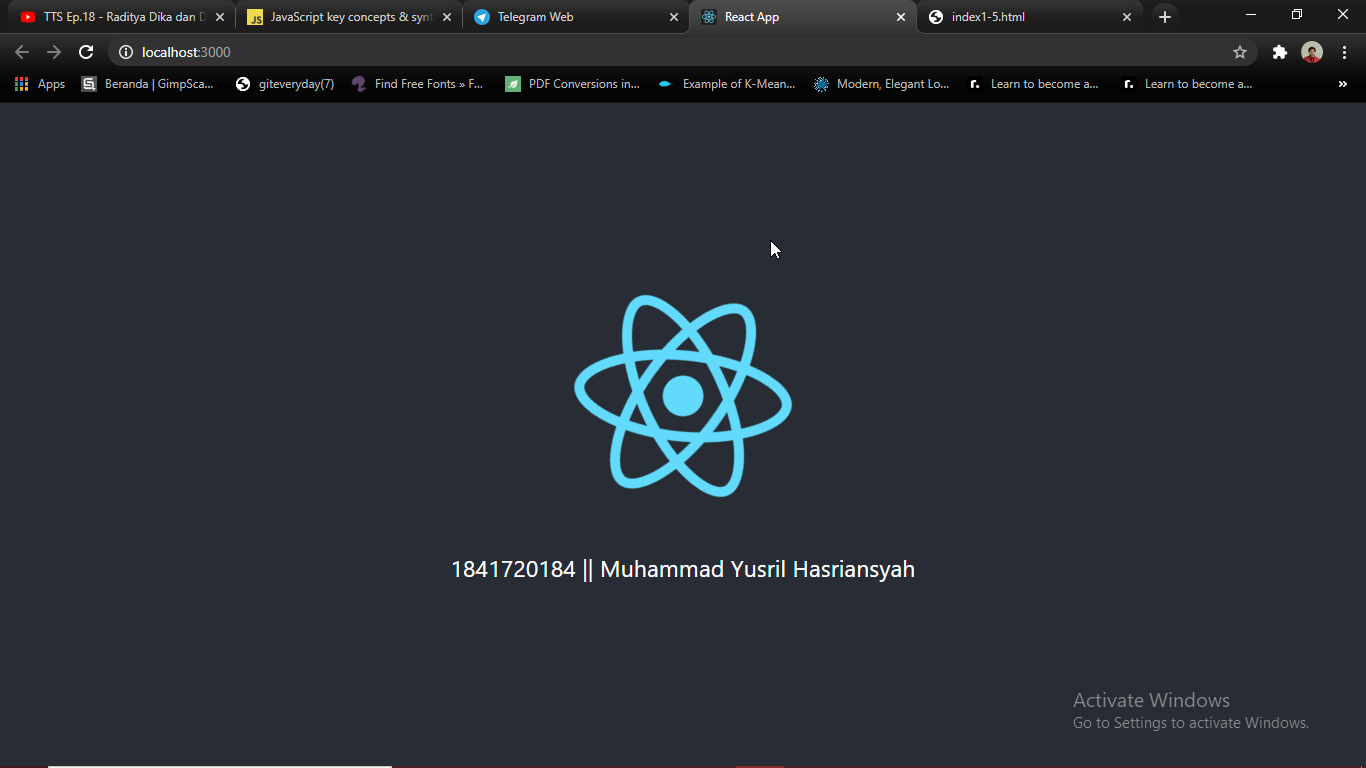 TTS Ep.18 - Raditya Dika dan D
JavaScript key concepts & synt
Telegram Web
React App
index1-5.html
localhost:3000
Apps
Beranda | GimpSca...
giteveryday(7)
Find Free Fonts » F...
PDF Conversions in...
Example of K-Mean...
Modern, Elegant Lo...
Learn to become a...
Learn to become a...
1841720184 || Muhammad Yusril Hasriansyah
Activate Windows
Go to Settings to activate Windows.